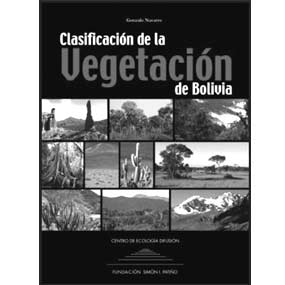 Gonzalo Navarro
Clasificación de la
Vegetación
de Bolivia
CENTRO DE ECOLOGÍA DIFUSIÓN
FUNDACIÓN SIMÓN I. PATIÑO